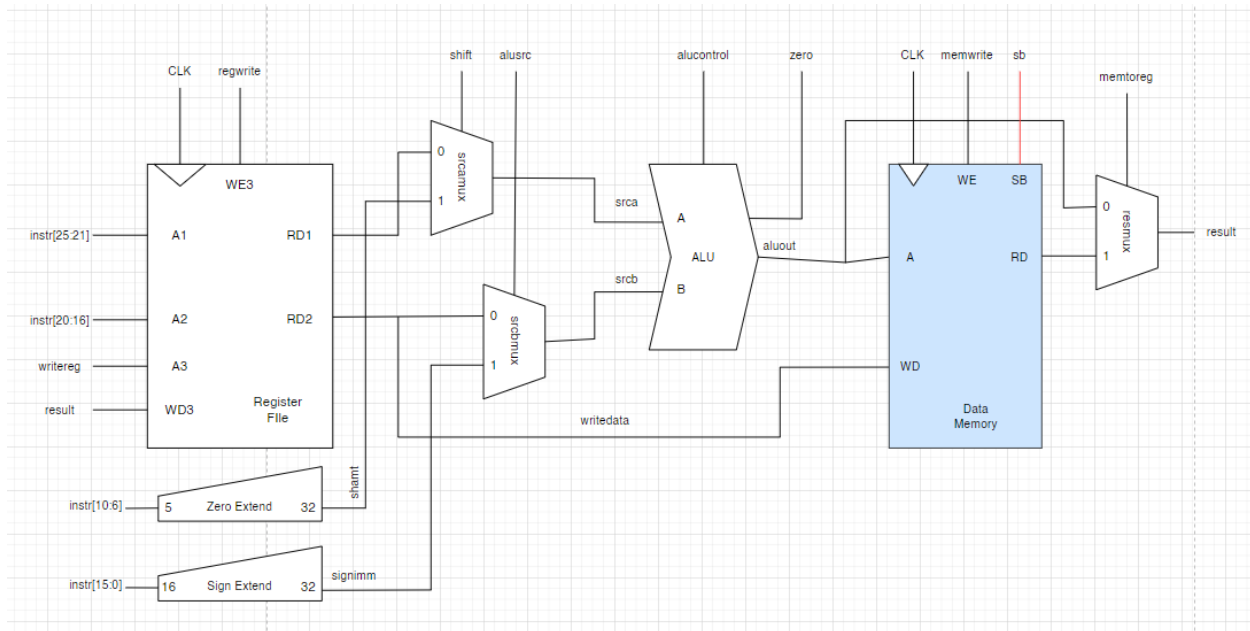 shift
alusrc
alucontrol
zero
CLK
memwrite
sb
CLK
regwrite
memtoreg
0
srcamux
1
WE3
WE
SB
instr[25:21]
A1
RD1
srca
A
0
resmux
1
result
aluout
ALU
A
RD
srcb
B
instr[20:16]
A2
RD2
0
srcbmux
1
writereg
A3
WD
result
WD3
Register
FIle
writedata
Data
Memory
shamt
instr[10:6]
5
Zero Extend
32
signimm
instr[15:0]
16
Sign Extend
32